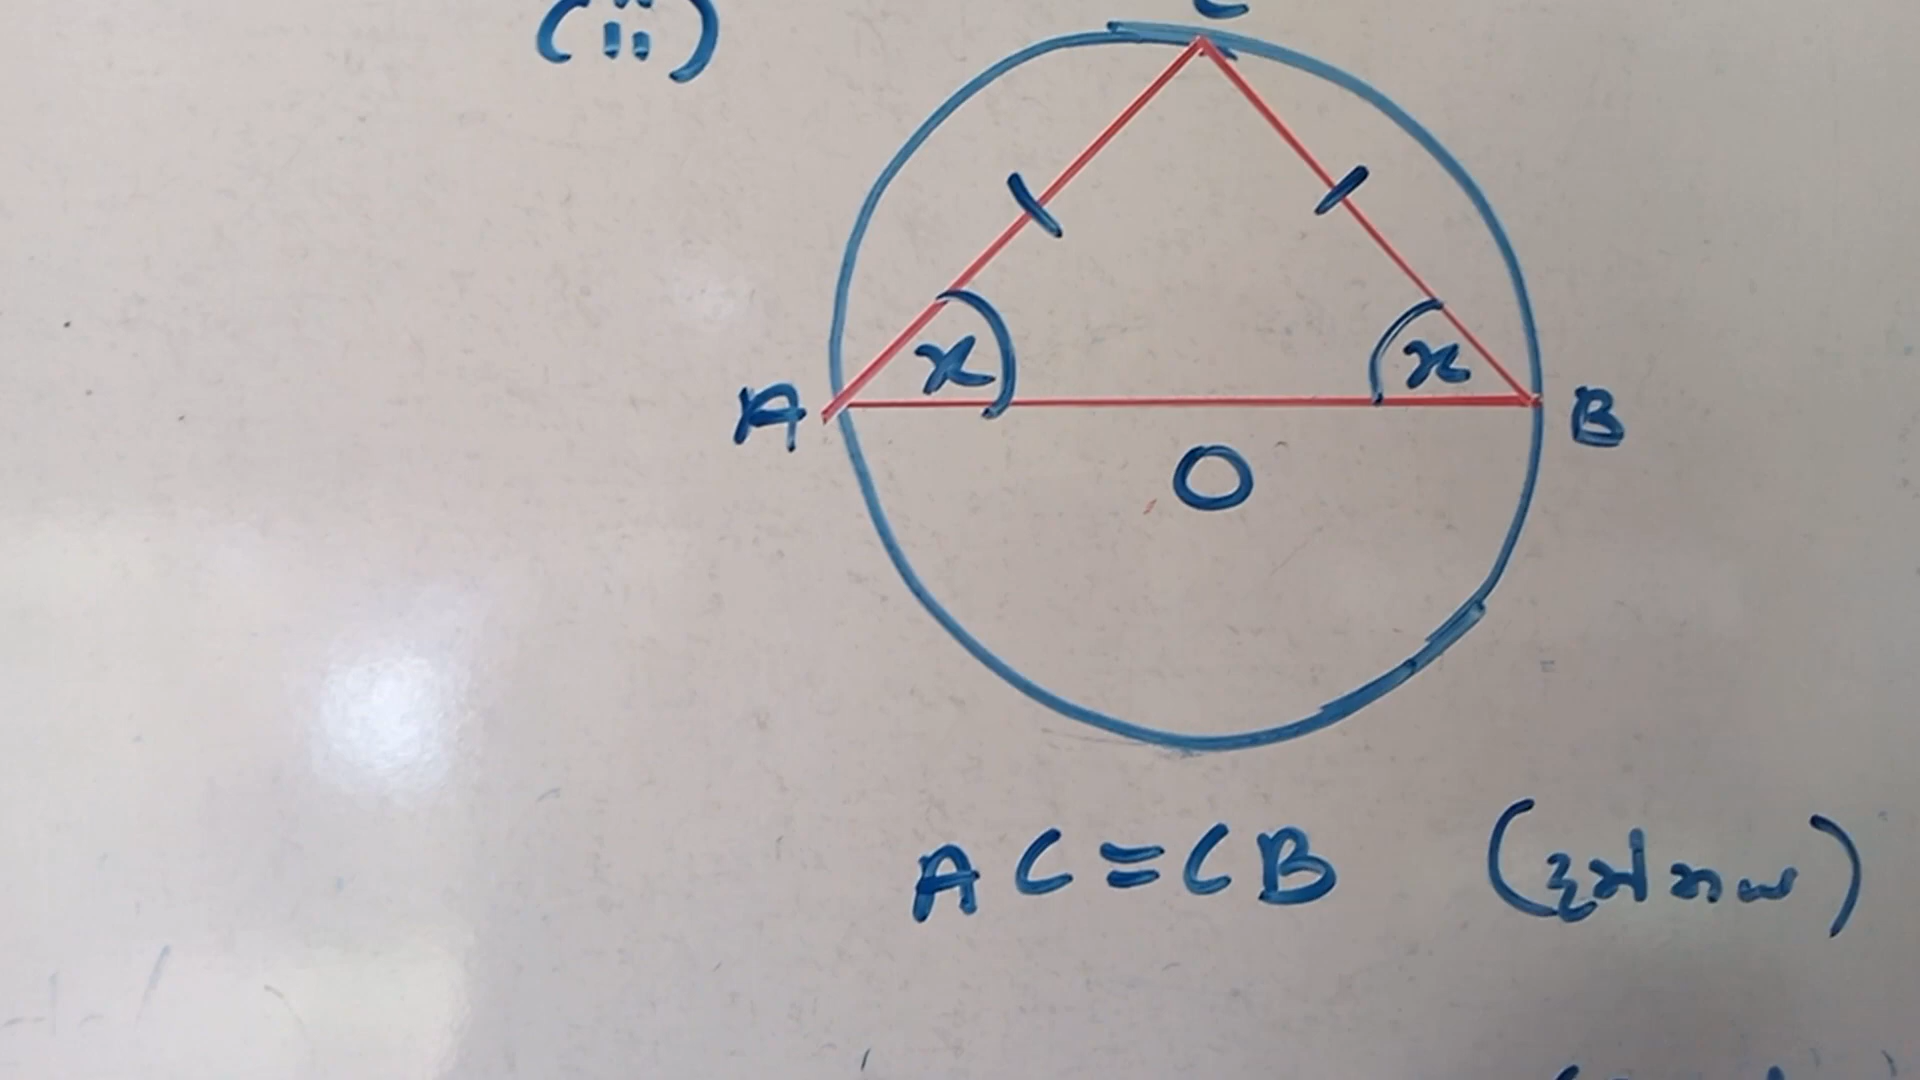 (ii)
C
x x
A B
O
AC = CB